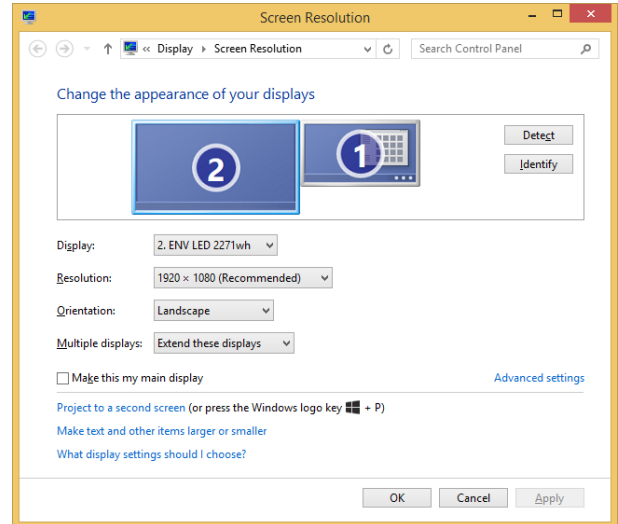 Screen Resolution
« Display ▸ Screen Resolution
Search Control Panel
Change the appearance of your displays
2
1
Detect
Identify
Display: 2. ENV LED 2271wh
Resolution: 1920 × 1080 (Recommended)
Orientation: Landscape
Multiple displays: Extend these displays
Make this my main display
Advanced settings
Project to a second screen (or press the Windows logo key + P)
Make text and other items larger or smaller
What display settings should I choose?
OK Cancel Apply